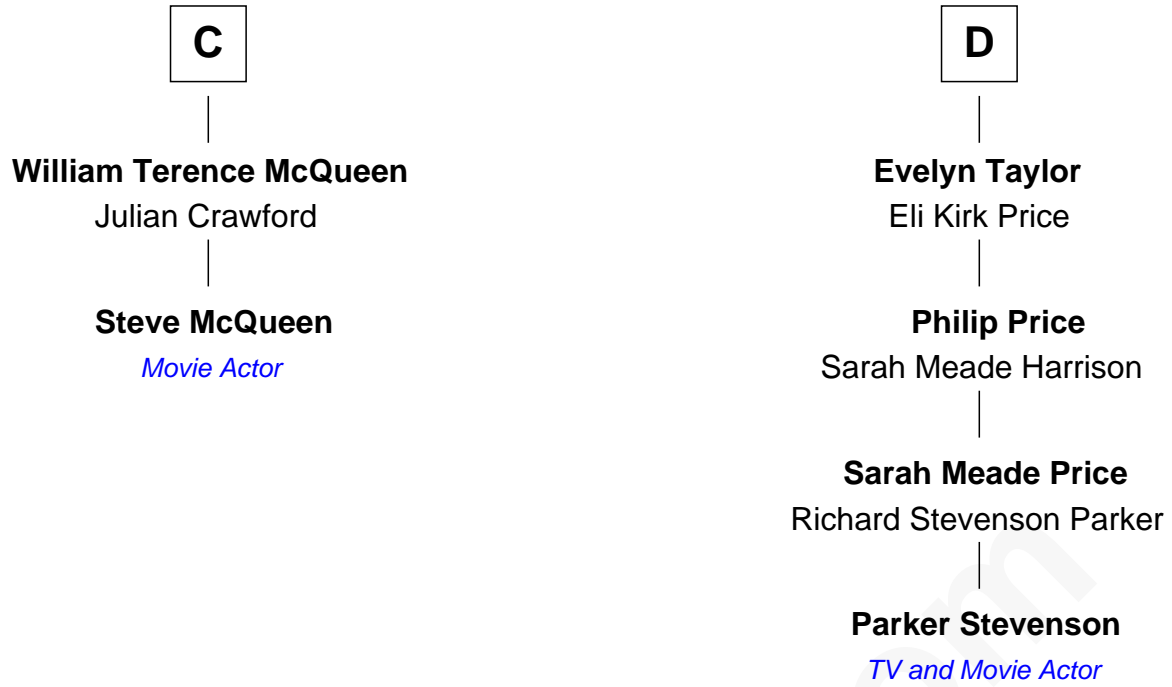 C
William Terence McQueen
Julian Crawford
Steve McQueen
Movie Actor
D
Evelyn Taylor
Eli Kirk Price
Philip Price
Sarah Meade Harrison
Sarah Meade Price
Richard Stevenson Parker
Parker Stevenson
TV and Movie Actor